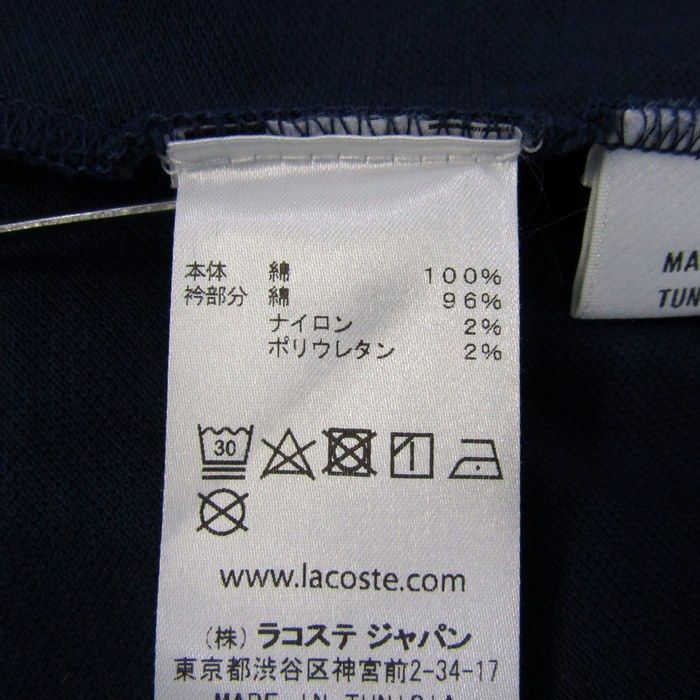 本体 綿 100%
衿部分 綿 96%
ナイロン 2%
ポリウレタン 2%
30
www.lacoste.com
(株) ラコステ ジャパン
東京都渋谷区神宮前2-34-17
MADE IN TUNISIA
MA
TUN